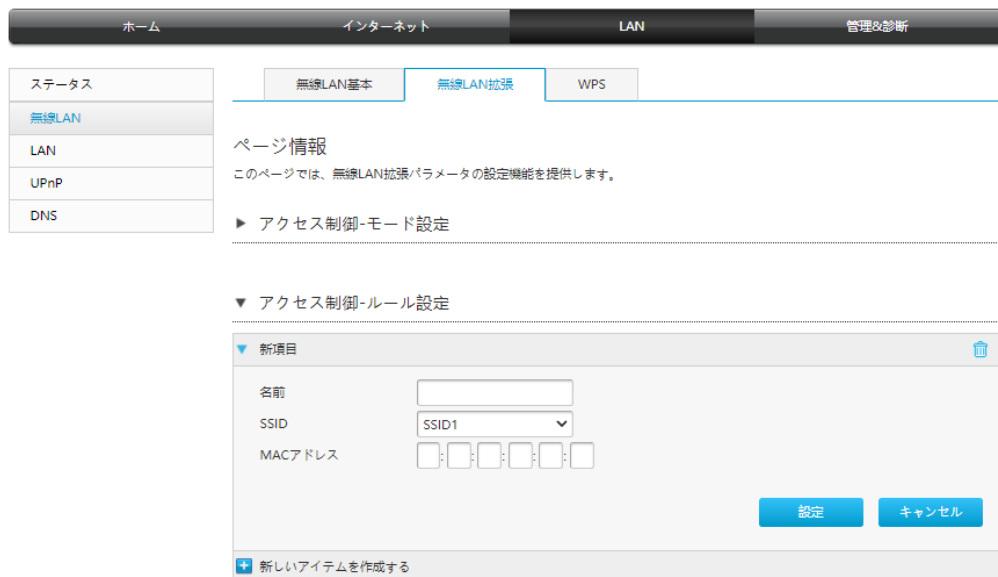 ホーム インターネット LAN 管理&診断
ステータス
無線LAN
LAN
UPnP
DNS
無線LAN基本 無線LAN拡張 WPS
ページ情報
このページでは、無線LAN拡張パラメータの設定機能を提供します。
アクセス制御-モード設定
アクセス制御-ルール設定
新項目
名前
SSID SSID1
MACアドレス : : : : :
設定 キャンセル
新しいアイテムを作成する